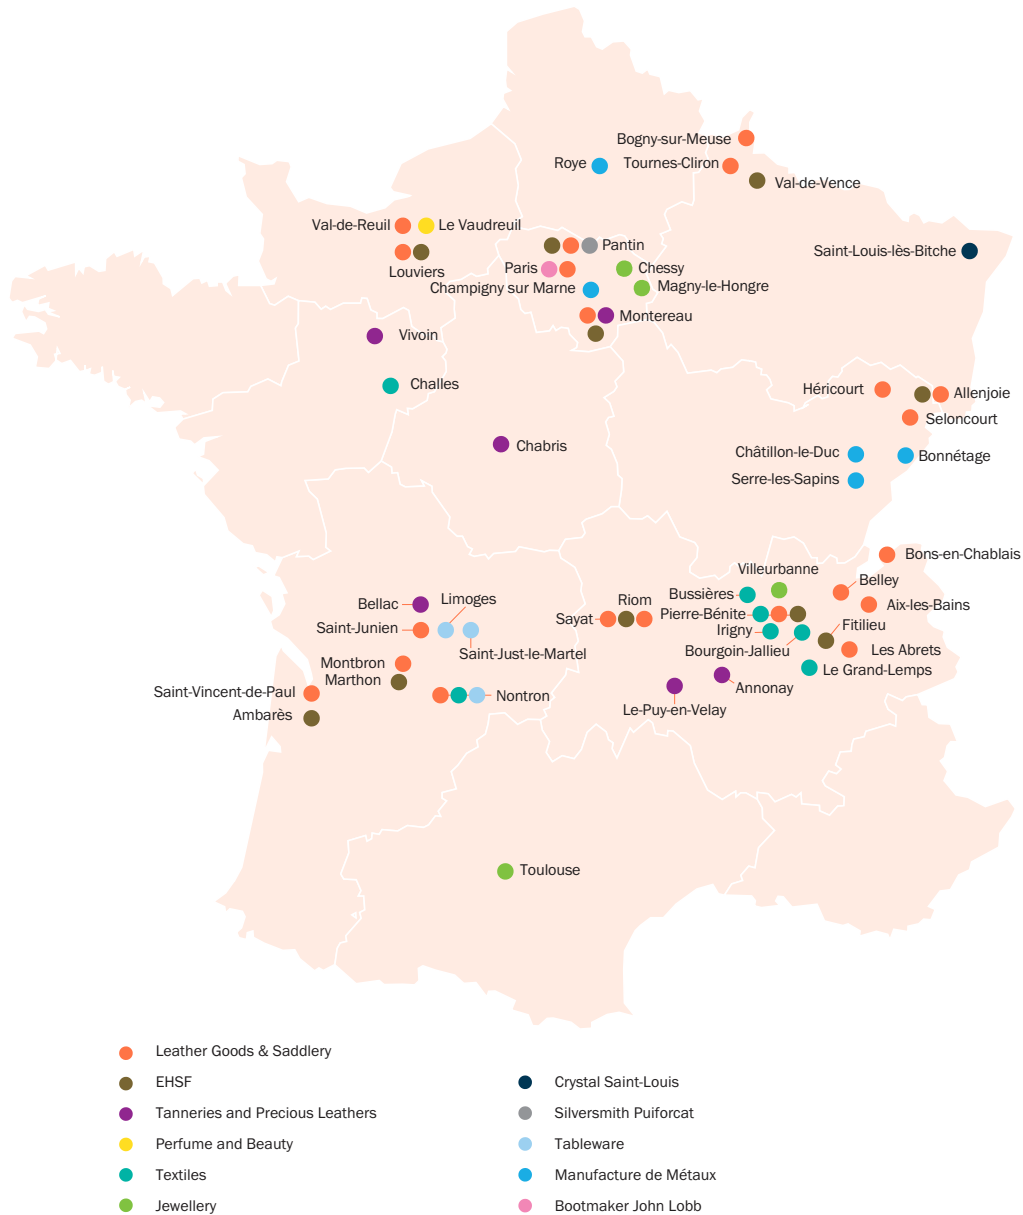 Bogny-sur-Meuse
Roye
Tournes-Cliron
Val-de-Vence
Val-de-Reuil
Le Vaudreuil
Louviers
Pantin
Saint-Louis-lès-Bitche
Paris
Chessy
Champigny sur Marne
Magny-le-Hongre
Montereau
Vivoin
Challes
Héricourt
Allenjoie
Seloncourt
Chabris
Châtillon-le-Duc
Bonnétage
Serre-les-Sapins
Bons-en-Chablais
Villeurbanne
Belley
Bussières
Bellac
Limoges
Riom
Aix-les-Bains
Sayat
Pierre-Bénite
Fitilieu
Saint-Junien
Irigny
Saint-Just-le-Martel
Bourgoin-Jallieu
Les Abrets
Montbron
Le Grand-Lemps
Marthon
Annonay
Saint-Vincent-de-Paul
Nontron
Le-Puy-en-Velay
Ambarès
Toulouse
Leather Goods & Saddlery
EHSF
Tanneries and Precious Leathers
Perfume and Beauty
Textiles
Jewellery
Crystal Saint-Louis
Silversmith Puiforcat
Tableware
Manufacture de Métaux
Bootmaker John Lobb